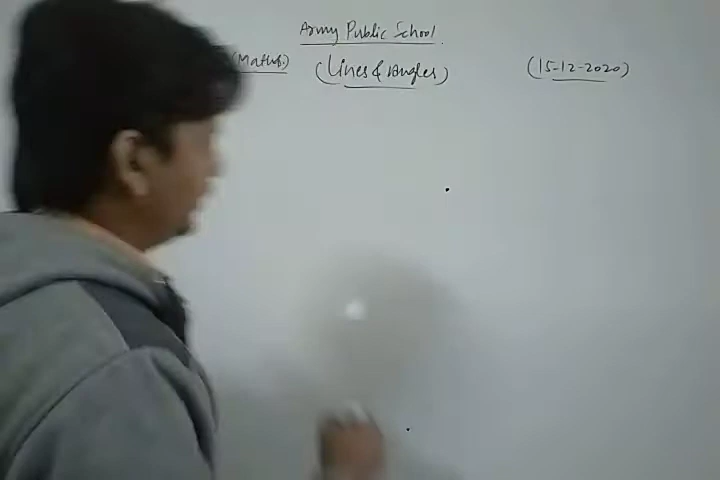 Army Public School.
(Maths) (Lines & Angles) (15-12-2020)